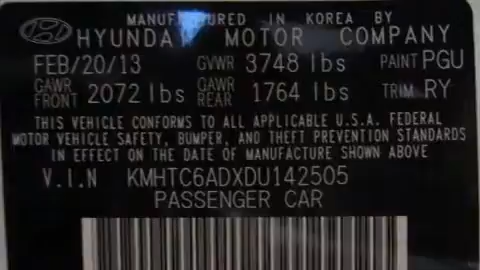 MANUFACTURED IN KOREA BY
HYUNDAI MOTOR COMPANY
FEB/20/13 GVWR 3748 lbs PAINT PGU
GAWR FRONT 2072 lbs GAWR REAR 1764 lbs TRIM RY
THIS VEHICLE CONFORMS TO ALL APPLICABLE U.S.A. FEDERAL
MOTOR VEHICLE SAFETY, BUMPER, AND THEFT PREVENTION STANDARDS
IN EFFECT ON THE DATE OF MANUFACTURE SHOWN ABOVE
V.I.N KMHTC6ADXDU142505
PASSENGER CAR